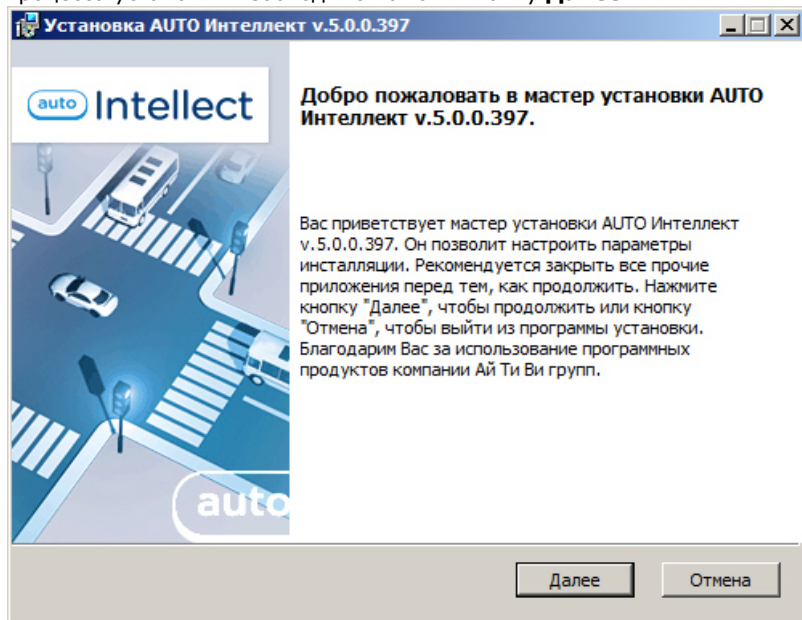 Установка AUTO Интеллект v.5.0.0.397
auto Intellect
Добро пожаловать в мастер установки AUTO
Интеллект v.5.0.0.397.
Вас приветствует мастер установки AUTO Интеллект
v.5.0.0.397. Он позволит настроить параметры
инсталляции. Рекомендуется закрыть все прочие
приложения перед тем, как продолжить. Нажмите
кнопку "Далее", чтобы продолжить или кнопку
"Отмена", чтобы выйти из программы установки.
Благодарим Вас за использование программных
продуктов компании Ай Ти Ви групп.
auto
Далее
Отмена